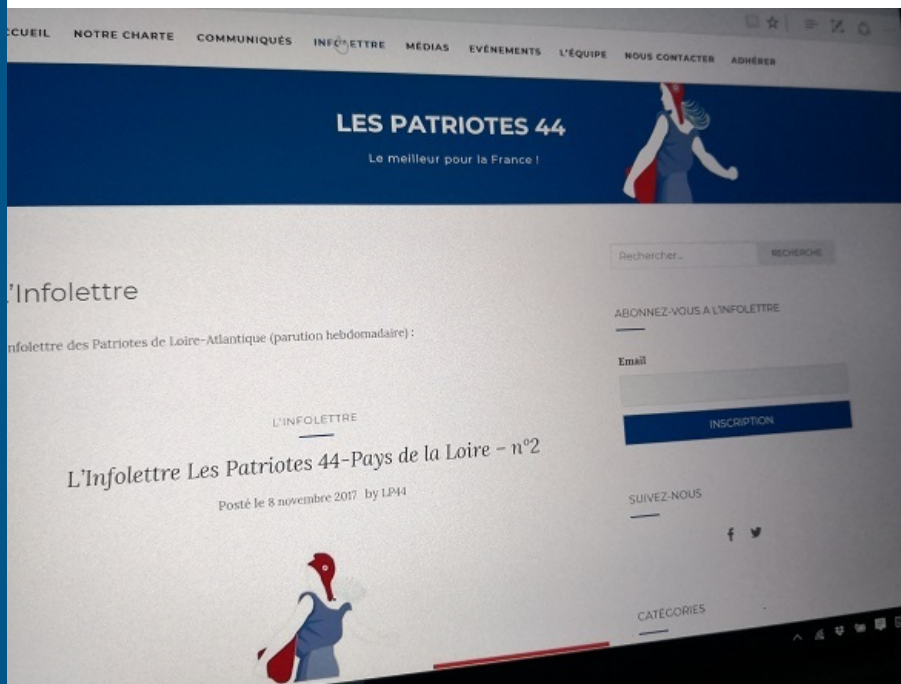 CCUEIL NOTRE CHARTE COMMUNIQUÉS INFOLETTRE MÉDIAS EVÉNEMENTS L'ÉQUIPE NOUS CONTACTER ADHÉRER
LES PATRIOTES 44
Le meilleur pour la France !
Rechercher... RECHERCHE
'Infolettre
ABONNEZ-VOUS A L'INFOLETTRE
nfolettre des Patriotes de Loire-Atlantique (parution hebdomadaire) :
Email
INSCRIPTION
L'INFOLETTRE
L'Infolettre Les Patriotes 44-Pays de la Loire – n°2
Posté le 8 novembre 2017 by LP44
SUIVEZ-NOUS
CATÉGORIES